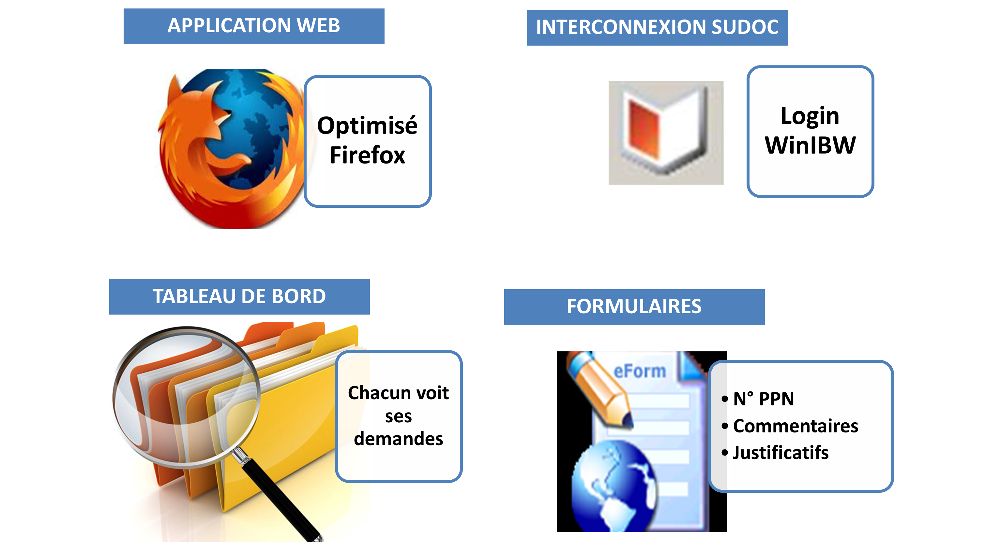 APPLICATION WEB
Optimisé
Firefox
INTERCONNEXION SUDOC
Login
WinIBW
TABLEAU DE BORD
Chacun voit
ses
demandes
FORMULAIRES
eForm
• N° PPN
• Commentaires
• Justificatifs